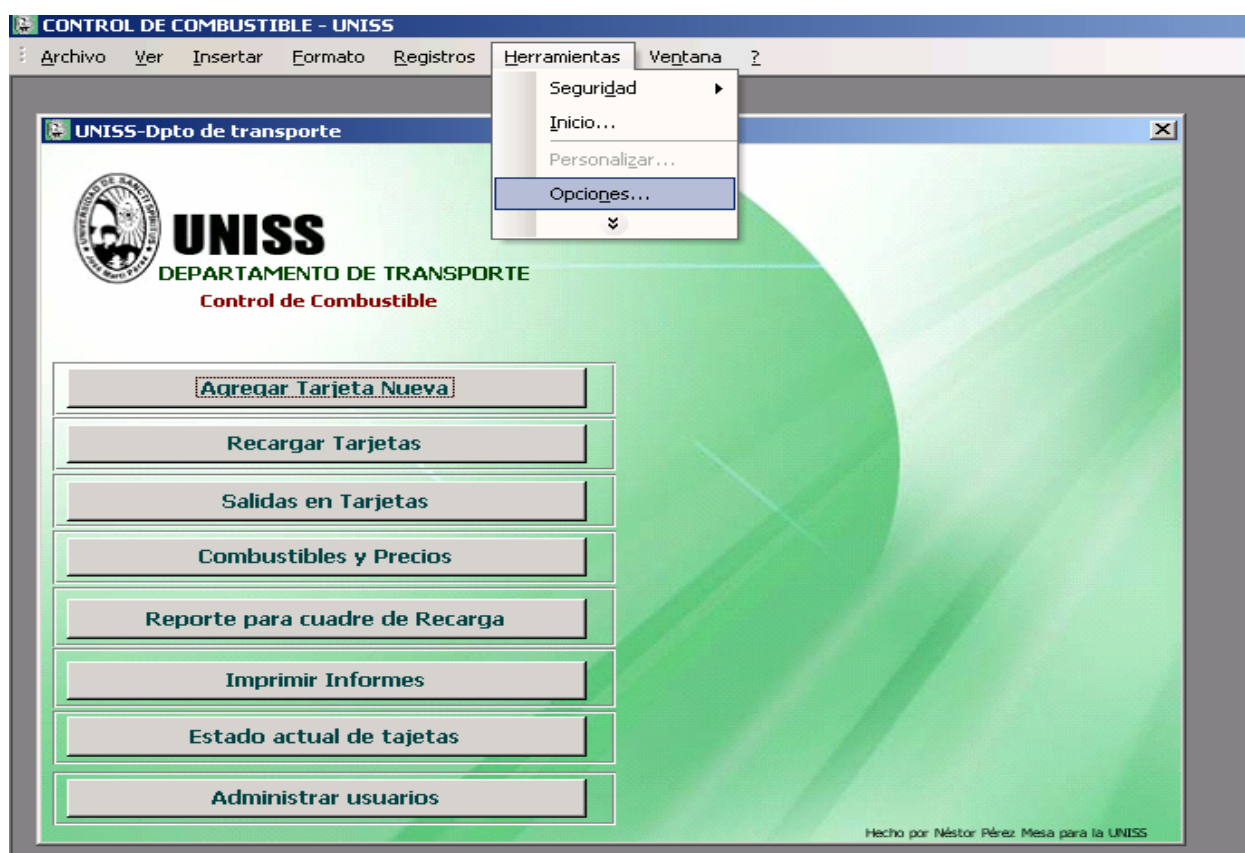 CONTROL DE COMBUSTIBLE - UNISS
Archivo Ver Insertar Formato Registros Herramientas Ventana ?
Seguridad
Inicio...
Personalizar...
Opciones...
UNISS-Dpto de transporte
UNISS
DEPARTAMENTO DE TRANSPORTE
Control de Combustible
Agregar Tarjeta Nueva
Recargar Tarjetas
Salidas en Tarjetas
Combustibles y Precios
Reporte para cuadre de Recarga
Imprimir Informes
Estado actual de tajetas
Administrar usuarios
Hecho por Néstor Pérez Mesa para la UNISS